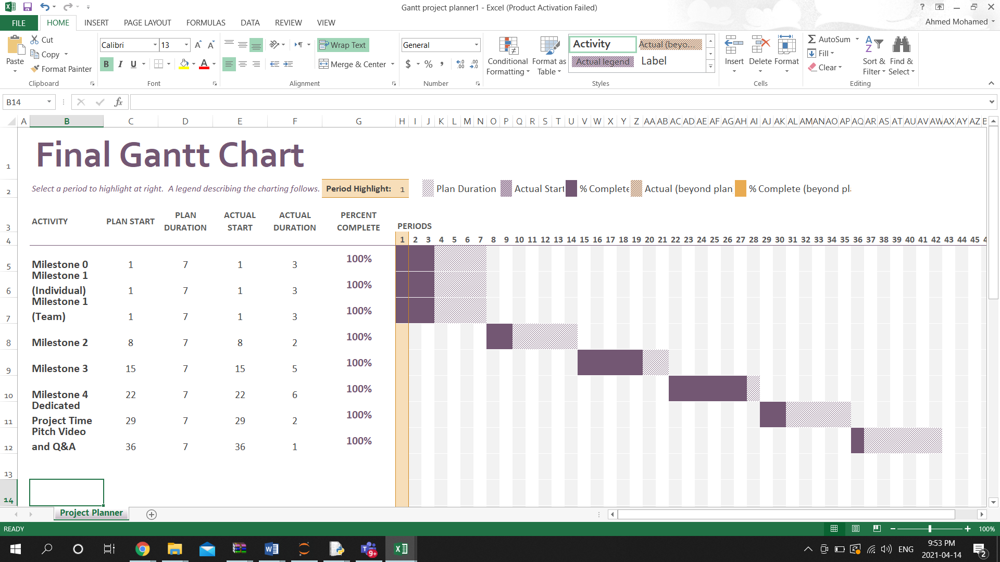 Gantt project planner1 - Excel (Product Activation Failed)
?
FILE HOME INSERT PAGE LAYOUT FORMULAS DATA REVIEW VIEW
Ahmed Mohamed
Paste
Cut
Copy
Format Painter
Clipboard
Calibri 13
B I U
Font
Wrap Text
Merge & Center
Alignment
General
$ % ,
Number
Conditional Formatting
Format as Table
Activity
Actual (beyo...
Actual legend
Label
Styles
Insert Delete Format
Cells
AutoSum
Fill
Clear
Sort & Filter
Find & Select
Editing
B14
fx
A B C D E F G H I J K L M N O P Q R S T U V W X Y Z AA AB AC AD AE AF AG AH AI AJ AK AL AM AN AO AP AQ AR AS AT AU AV AW AX AY AZ B
1
Final Gantt Chart
2
Select a period to highlight at right. A legend describing the charting follows.
Period Highlight: 1
Plan Duration
Actual Start
% Complete
Actual (beyond plan
% Complete (beyond pl
3
ACTIVITY
PLAN START
PLAN DURATION
ACTUAL START
ACTUAL DURATION
PERCENT COMPLETE
PERIODS
4
1 2 3 4 5 6 7 8 9 10 11 12 13 14 15 16 17 18 19 20 21 22 23 24 25 26 27 28 29 30 31 32 33 34 35 36 37 38 39 40 41 42 43 44 45 4
5 Milestone 0 1 7 1 3 100%
Milestone 1
6 (Individual) 1 7 1 3 100%
Milestone 1
7 (Team) 1 7 1 3 100%
8 Milestone 2 8 7 8 2 100%
9 Milestone 3 15 7 15 5 100%
10 Milestone 4 22 7 22 6 100%
Dedicated
11 Project Time 29 7 29 2 100%
Pitch Video
12 and Q&A 36 7 36 1 100%
13
14
Project Planner
READY
100%
9+
ENG
9:53 PM
2021-04-14
2